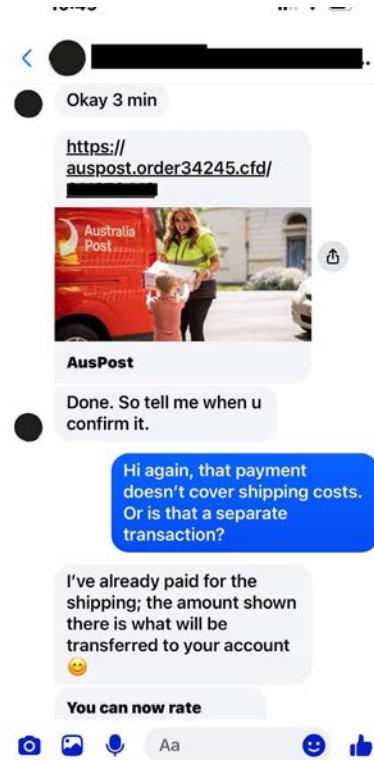 Okay 3 min
https://
auspost.order34245.cfd/
Australia
Post
AusPost
Done. So tell me when u
confirm it.
Hi again, that payment
doesn't cover shipping costs.
Or is that a separate
transaction?
I've already paid for the
shipping; the amount shown
there is what will be
transferred to your account
😊
You can now rate
Aa